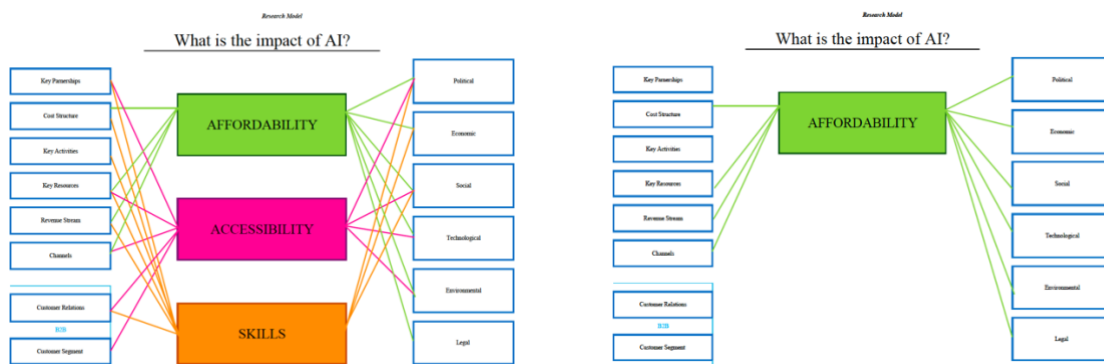 Research Model
What is the impact of AI?
Key Parnerships
Cost Structure
Key Activities
Key Resources
Revenue Stream
Channels
Customer Relations
B2B
Customer Segment
AFFORDABILITY
ACCESSIBILITY
SKILLS
Political
Economic
Social
Technological
Environmental
Legal
Research Model
What is the impact of AI?
Key Partnerships
Cost Structure
Key Activities
Key Resources
Revenue Stream
Channels
Customer Relations
B2B
Customer Segment
AFFORDABILITY
Political
Economic
Social
Technological
Environmental
Legal